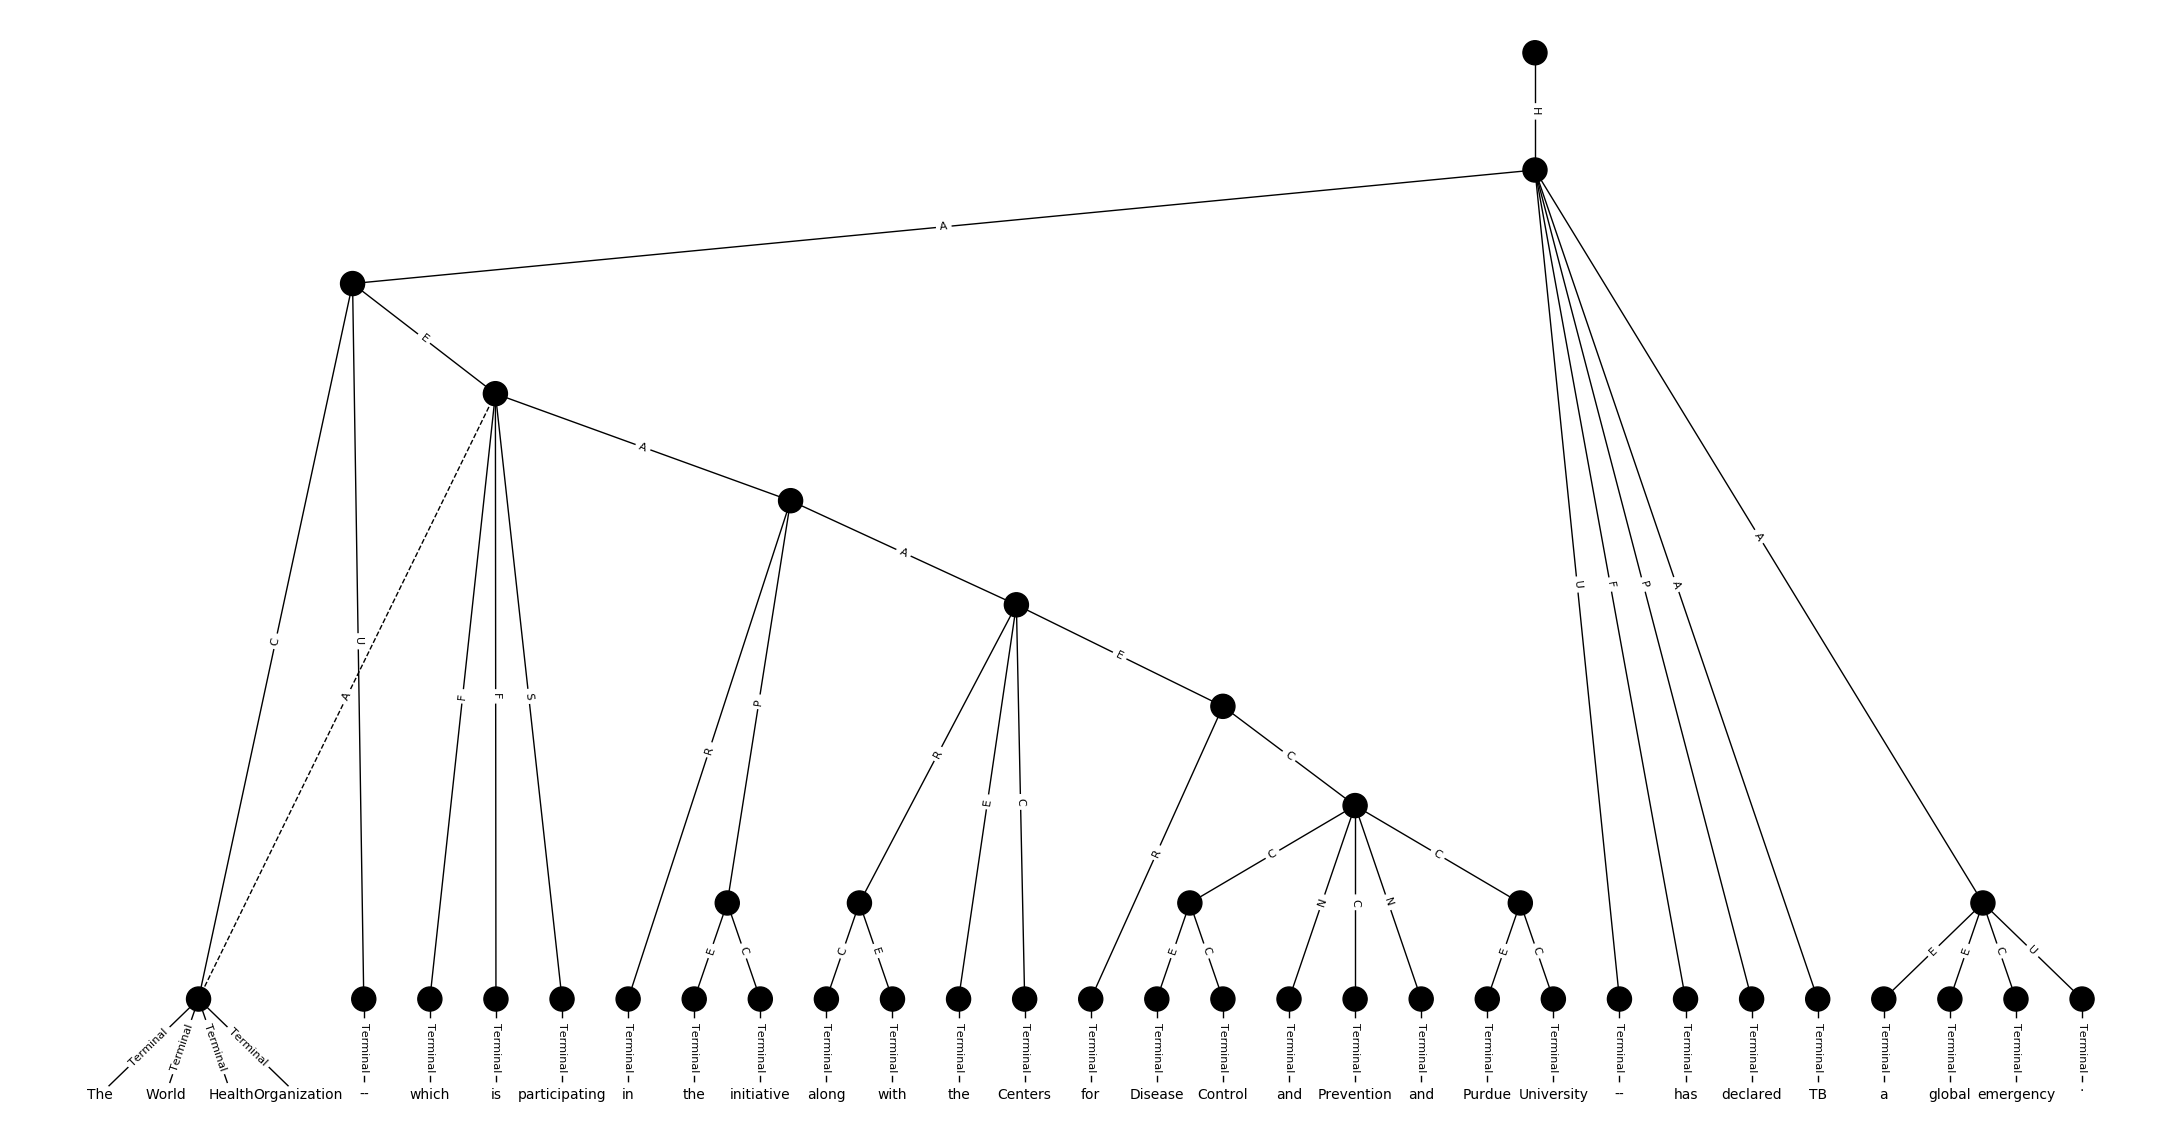 H
A
E
A
A
A
E
U F P A
C U
A F F S
P
R
R C
E C
R
C N C N C
E C C E E C E C E E C U
Terminal Terminal Terminal Terminal Terminal Terminal Terminal Terminal Terminal Terminal Terminal Terminal Terminal Terminal Terminal Terminal Terminal Terminal Terminal Terminal Terminal Terminal Terminal Terminal Terminal Terminal Terminal Terminal Terminal Terminal Terminal
The World Health Organization -- which is participating in the initiative along with the Centers for Disease Control and Prevention and Purdue University -- has declared TB a global emergency .